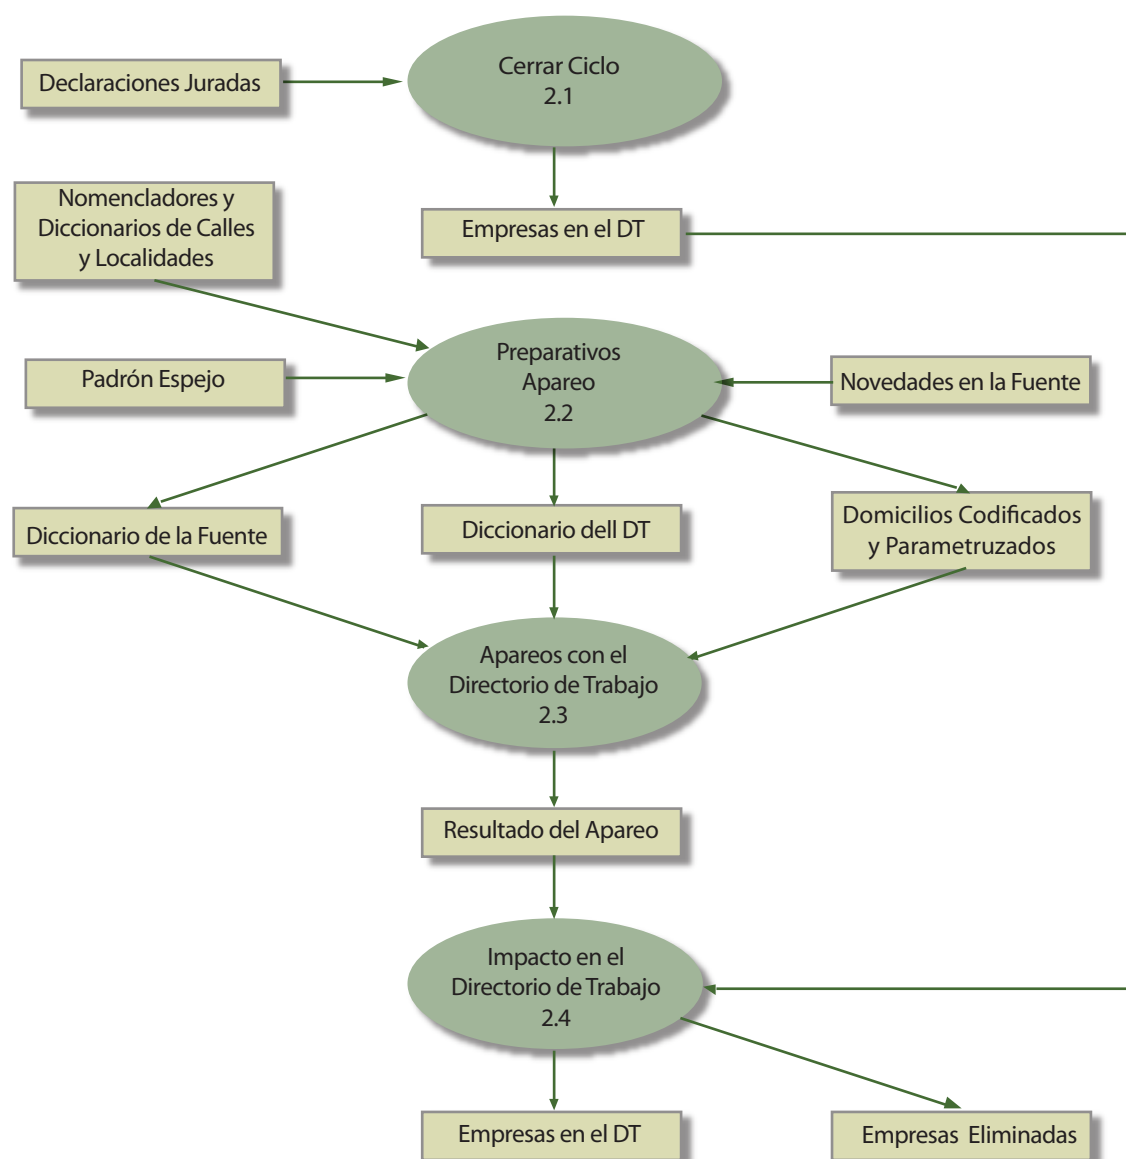 Declaraciones Juradas
Cerrar Ciclo
2.1
Nomencladores y
Diccionarios de Calles
y Localidades
Empresas en el DT
Padrón Espejo
Preparativos
Apareo
2.2
Novedades en la Fuente
Diccionario de la Fuente
Diccionario dell DT
Domicilios Codificados
y Parametruzados
Apareos con el
Directorio de Trabajo
2.3
Resultado del Apareo
Impacto en el
Directorio de Trabajo
2.4
Empresas en el DT
Empresas Eliminadas